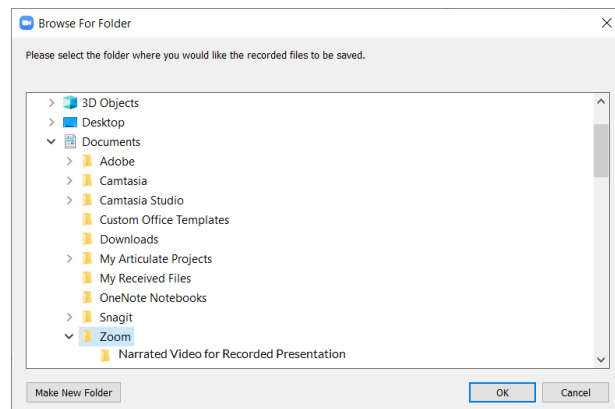 Browse For Folder
Please select the folder where you would like the recorded files to be saved.
3D Objects
Desktop
Documents
Adobe
Camtasia
Camtasia Studio
Custom Office Templates
Downloads
My Articulate Projects
My Received Files
OneNote Notebooks
Snagit
Zoom
Narrated Video for Recorded Presentation
Make New Folder OK Cancel